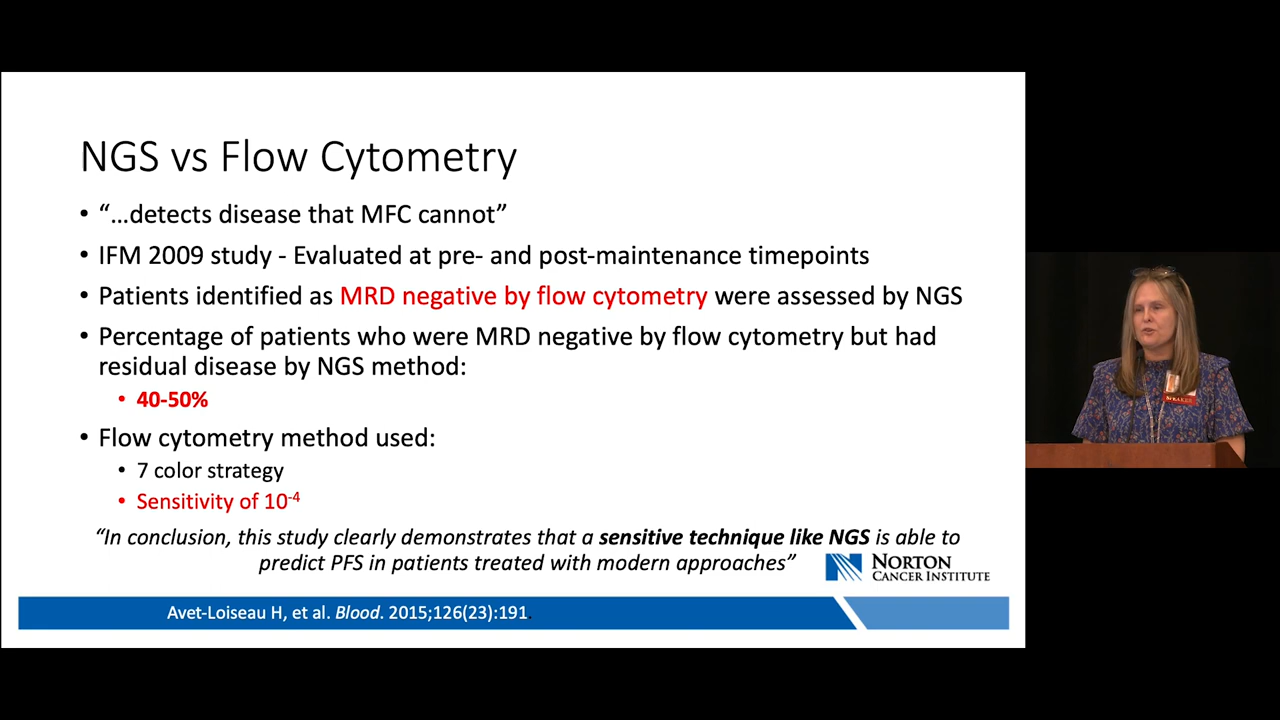 NGS vs Flow Cytometry
• “...detects disease that MFC cannot”
• IFM 2009 study - Evaluated at pre- and post-maintenance timepoints
• Patients identified as MRD negative by flow cytometry were assessed by NGS
• Percentage of patients who were MRD negative by flow cytometry but had
residual disease by NGS method:
• 40-50%
• Flow cytometry method used:
• 7 color strategy
• Sensitivity of 10⁻⁴
“In conclusion, this study clearly demonstrates that a sensitive technique like NGS is able to
predict PFS in patients treated with modern approaches”
NORTON
CANCER INSTITUTE
Avet-Loiseau H, et al. Blood. 2015;126(23):191.
SPEAKER